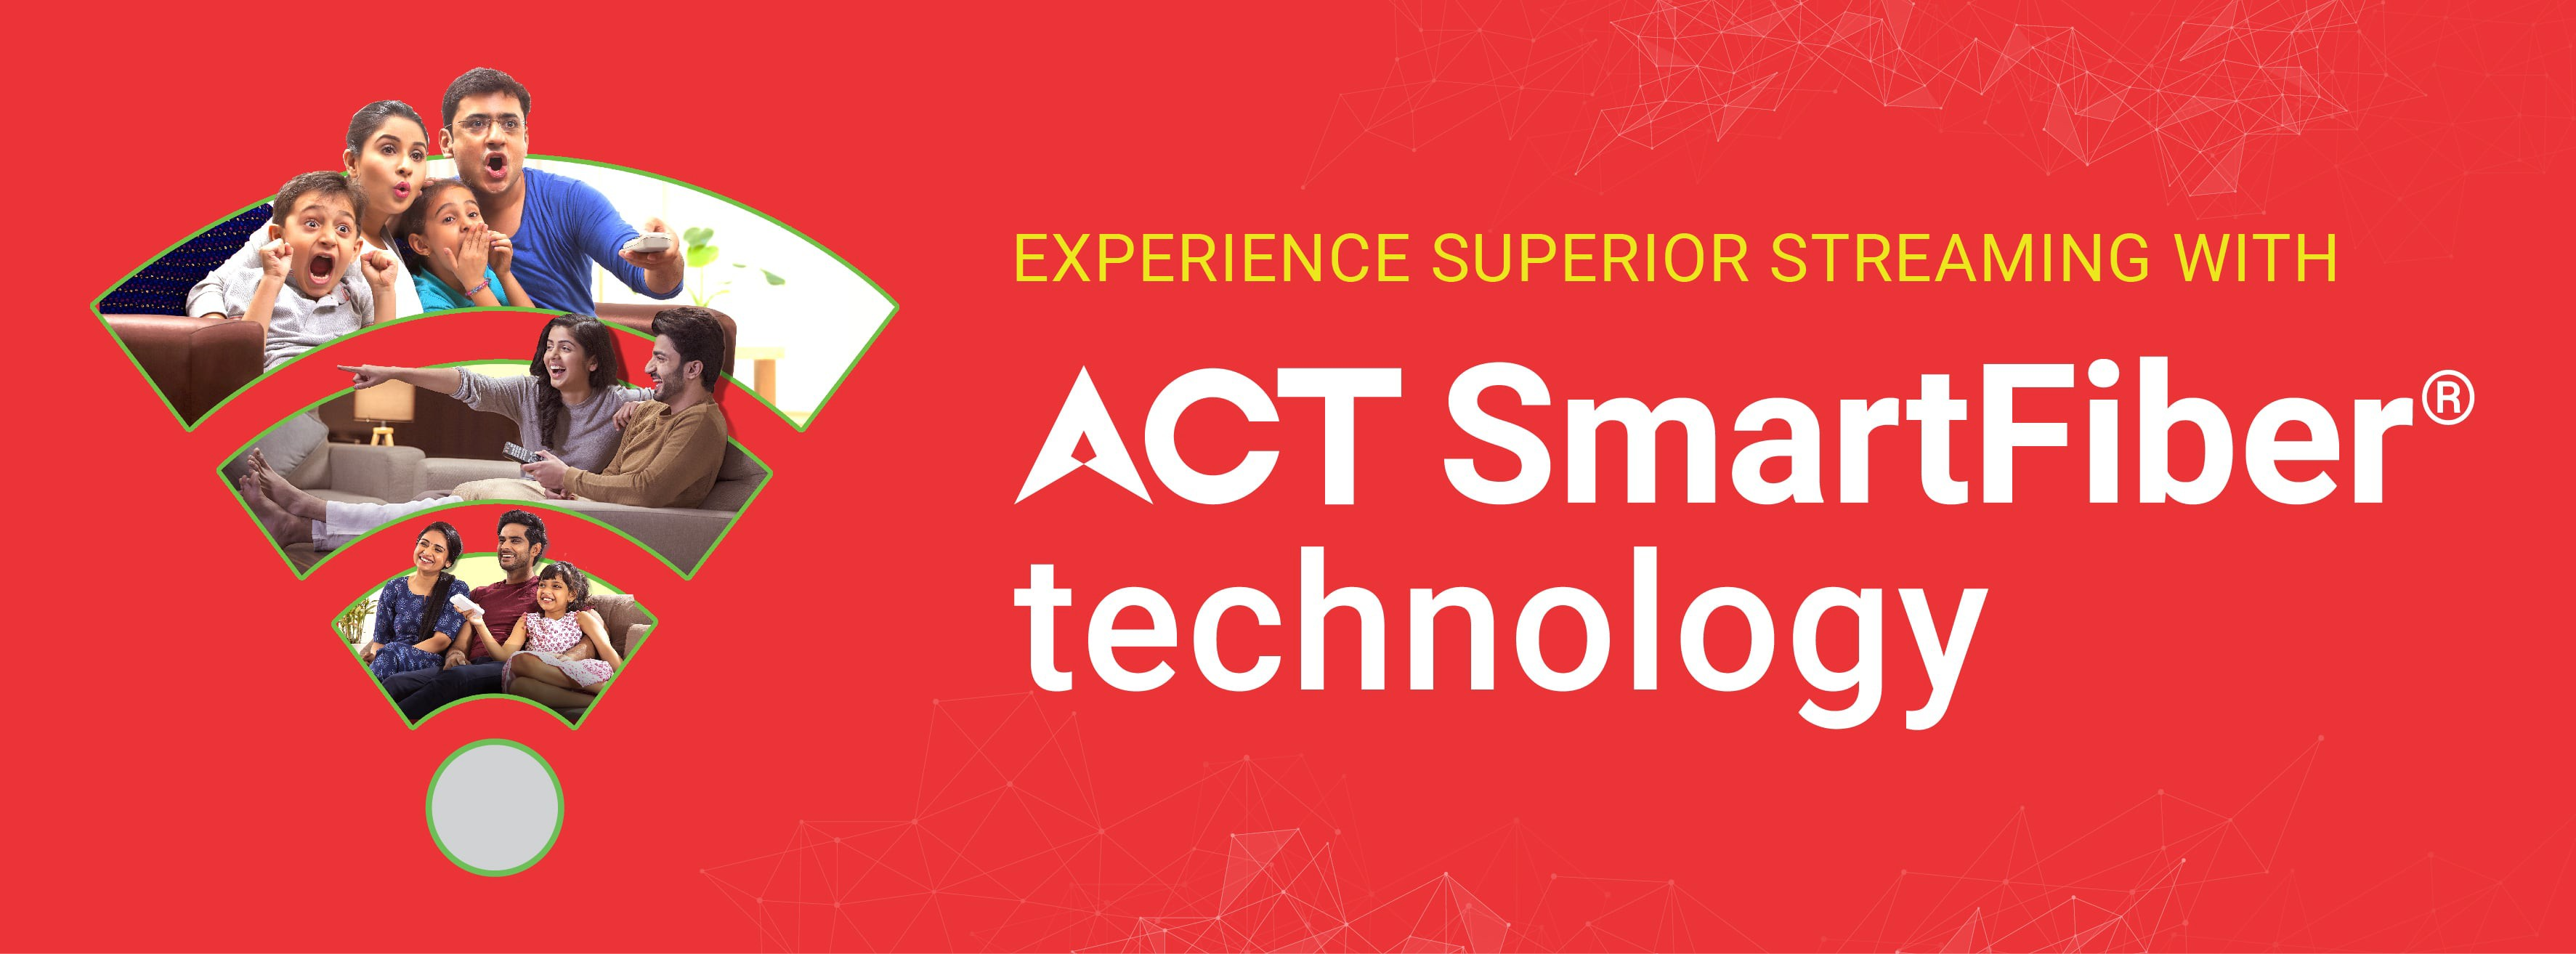 EXPERIENCE SUPERIOR STREAMING WITH
ACT SmartFiber®
technology